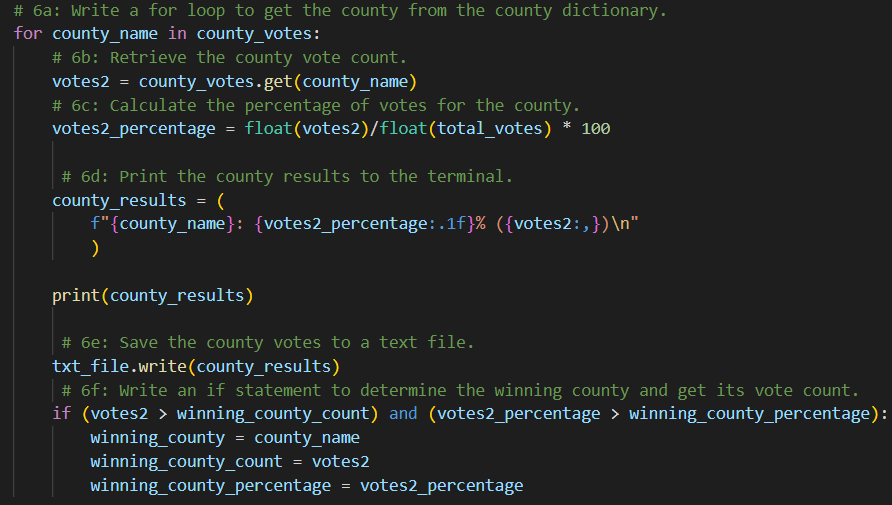 # 6a: Write a for loop to get the county from the county dictionary.
for county_name in county_votes:
    # 6b: Retrieve the county vote count.
    votes2 = county_votes.get(county_name)
    # 6c: Calculate the percentage of votes for the county.
    votes2_percentage = float(votes2)/float(total_votes) * 100
     # 6d: Print the county results to the terminal.
    county_results = (
        f"{county_name}: {votes2_percentage:.1f}% ({votes2:,})\n"
        )
    print(county_results)
     # 6e: Save the county votes to a text file.
    txt_file.write(county_results)
     # 6f: Write an if statement to determine the winning county and get its vote count.
    if (votes2 > winning_county_count) and (votes2_percentage > winning_county_percentage):
        winning_county = county_name
        winning_county_count = votes2
        winning_county_percentage = votes2_percentage